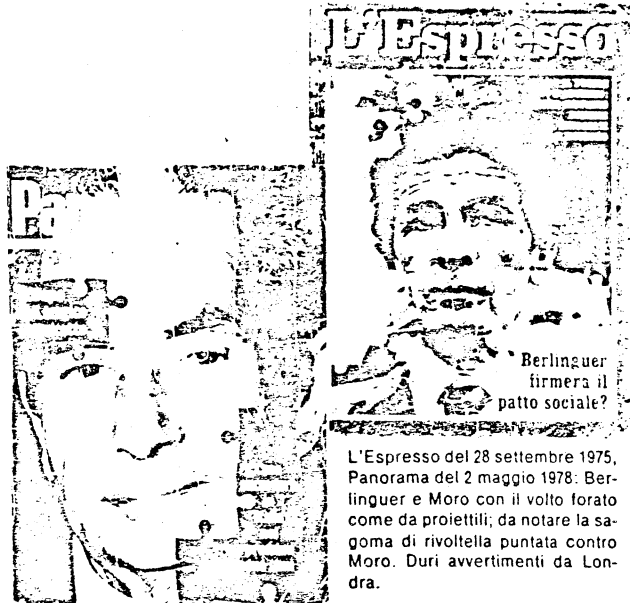 L'Espresso
Pa
Berlinguer
firmerà il
patto sociale?
L'Espresso del 28 settembre 1975,
Panorama del 2 maggio 1978: Ber-
linguer e Moro con il volto forato
come da proiettili; da notare la sa-
goma di rivoltella puntata contro
Moro. Duri avvertimenti da Lon-
dra.